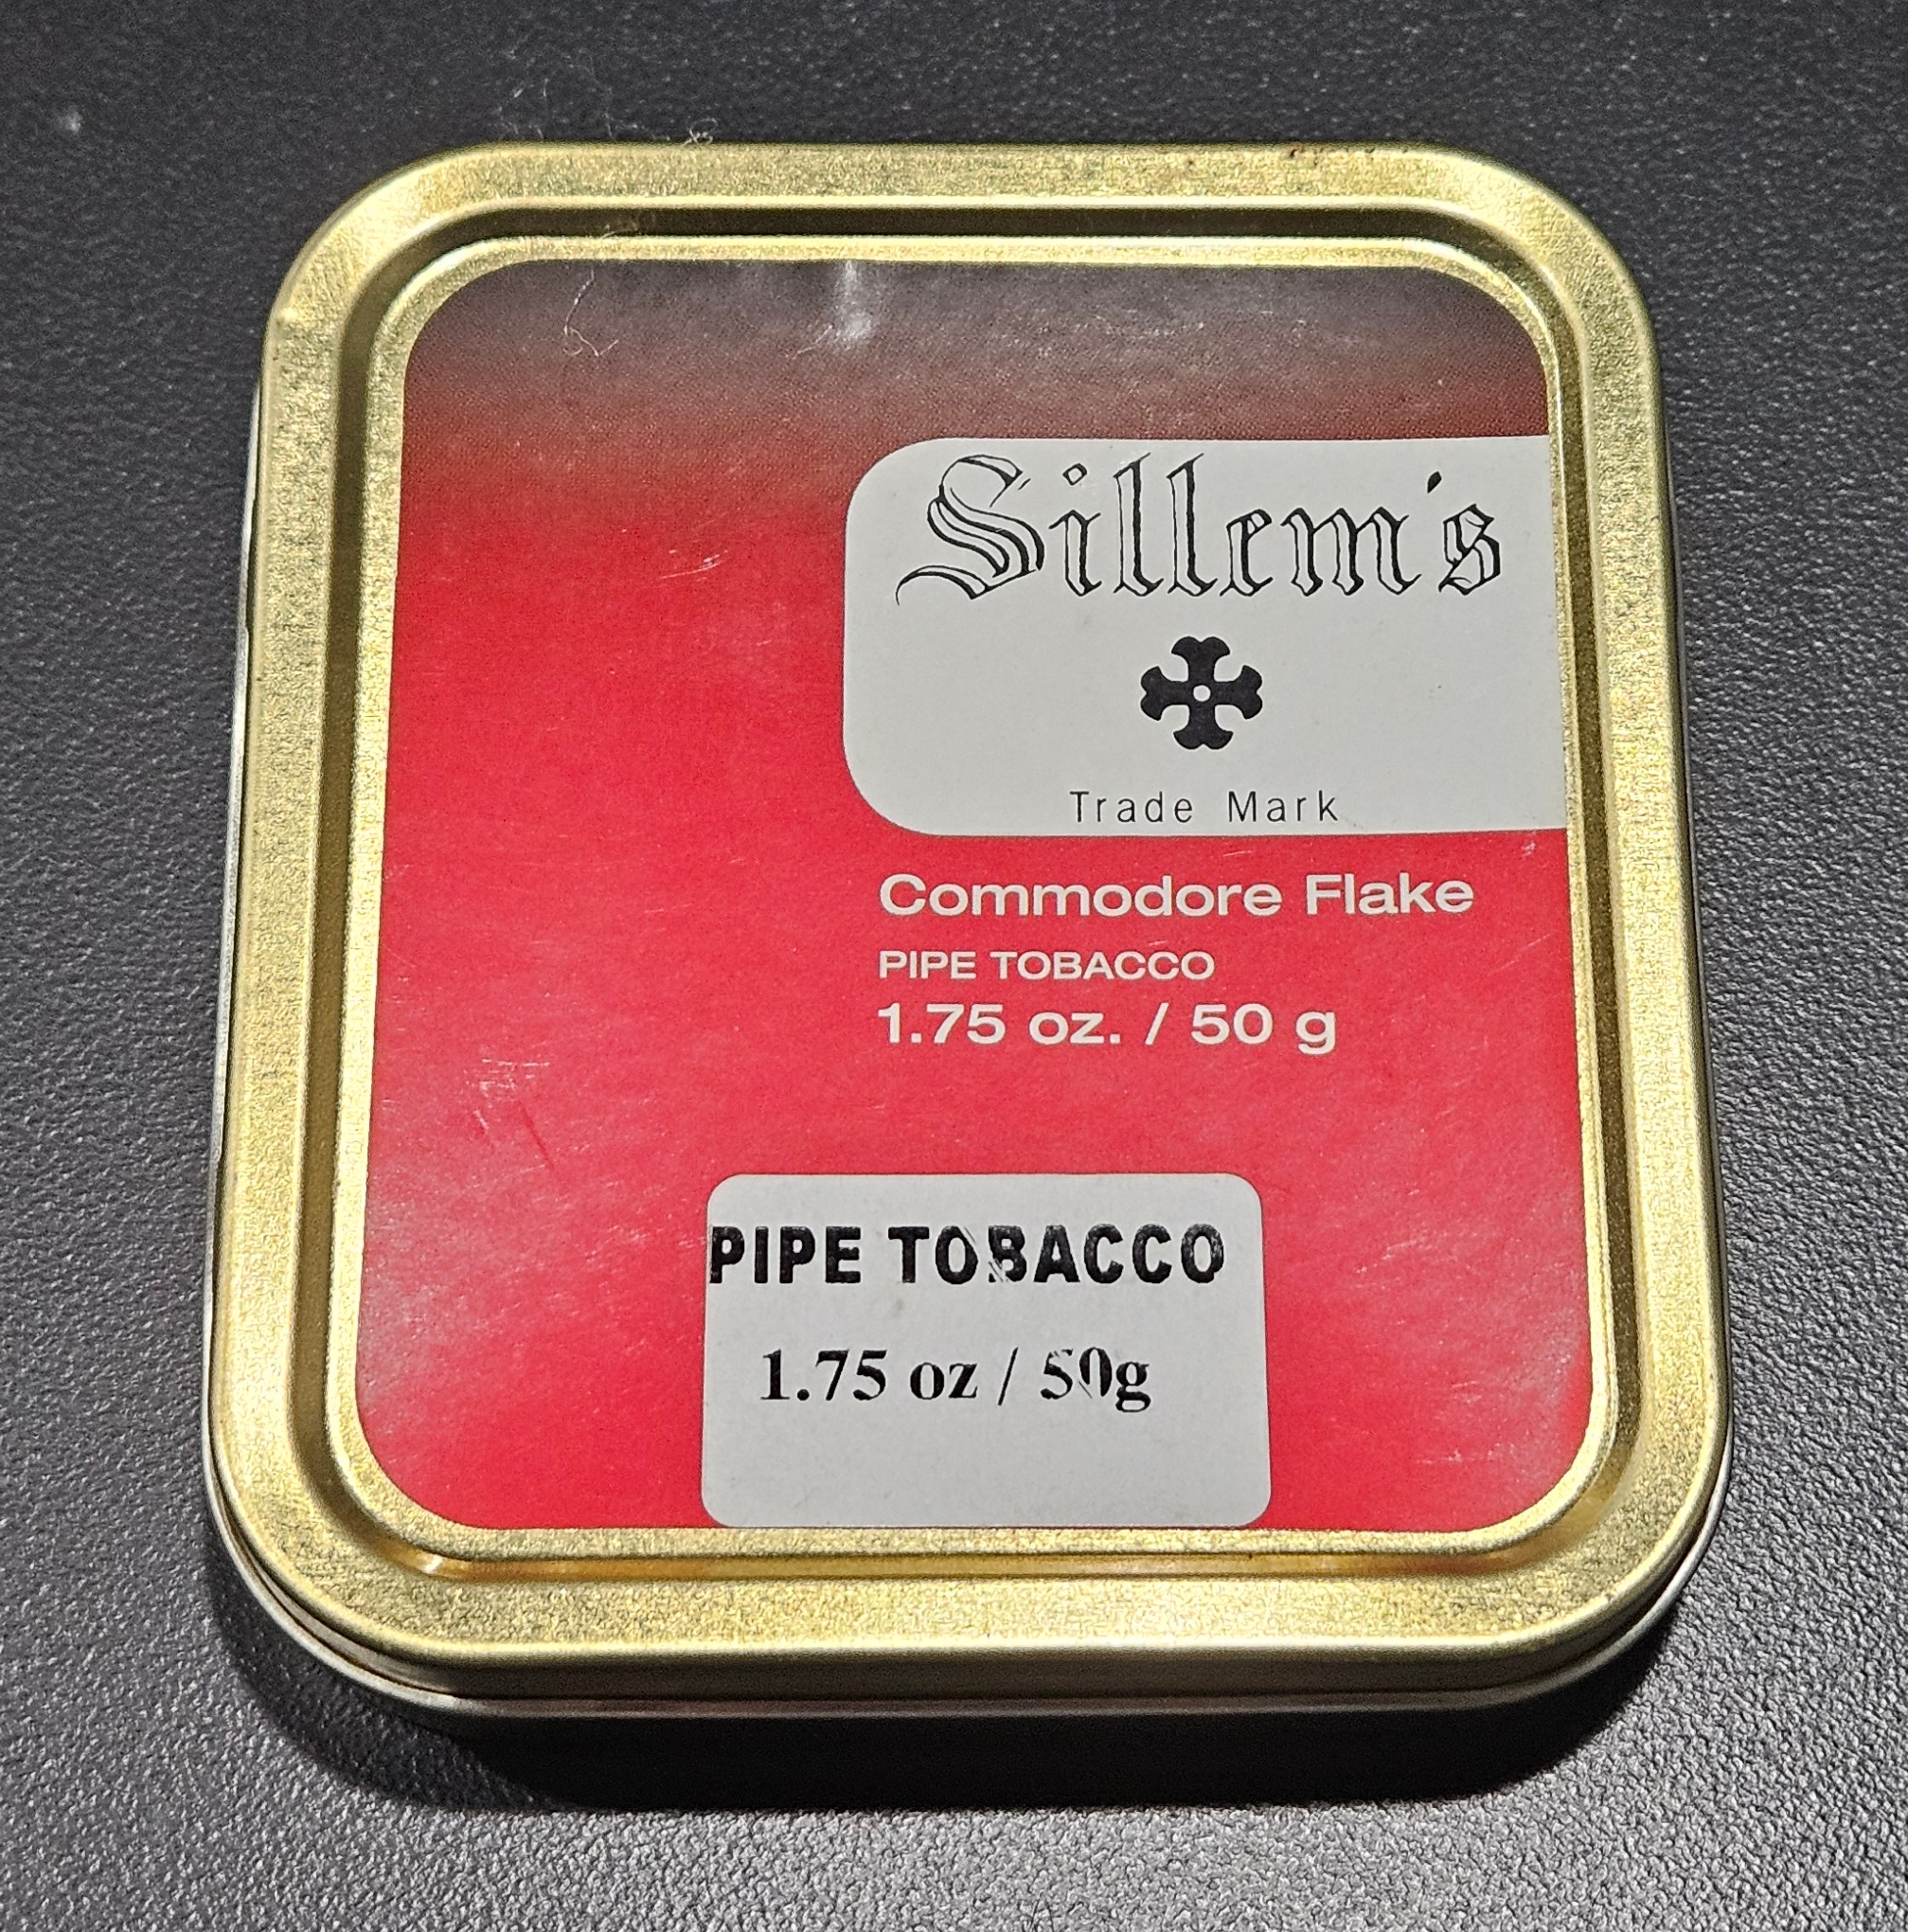 Sillem's
Trade Mark
Commodore Flake
PIPE TOBACCO
1.75 oz. / 50 g
PIPE TOBACCO
1.75 oz / 50g